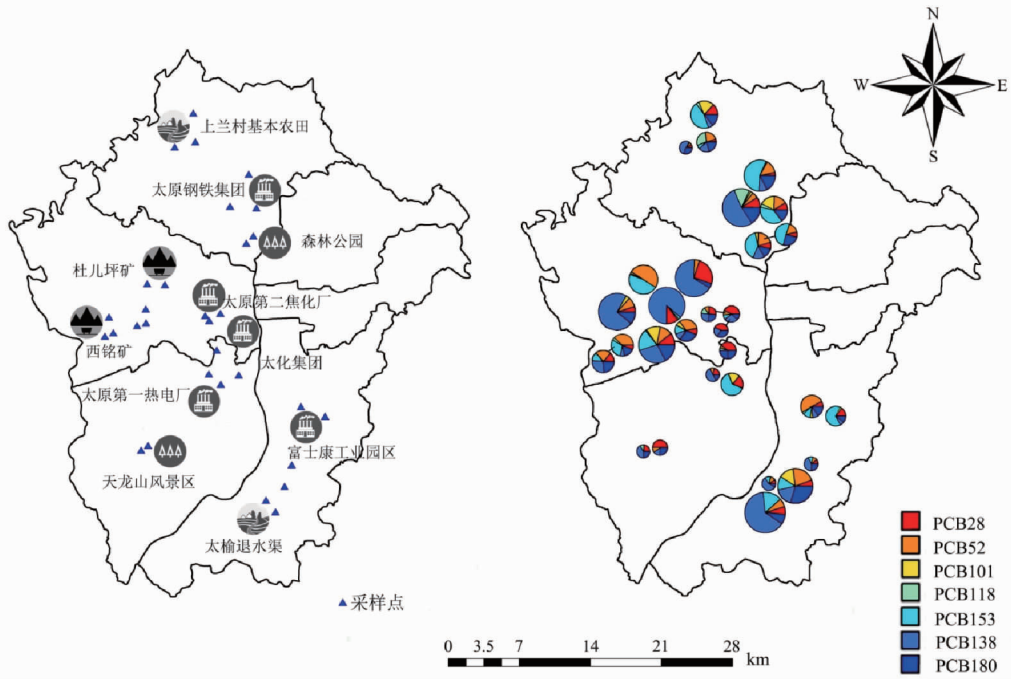 N
W
E
S
上兰村基本农田
太原钢铁集团
森林公园
杜儿坪矿
太原第二焦化厂
西铭矿
太化集团
太原第一热电厂
富士康工业园区
天龙山风景区
太榆退水渠
采样点
PCB28
PCB52
PCB101
PCB118
PCB153
PCB138
PCB180
0 3.5 7 14 21 28
km